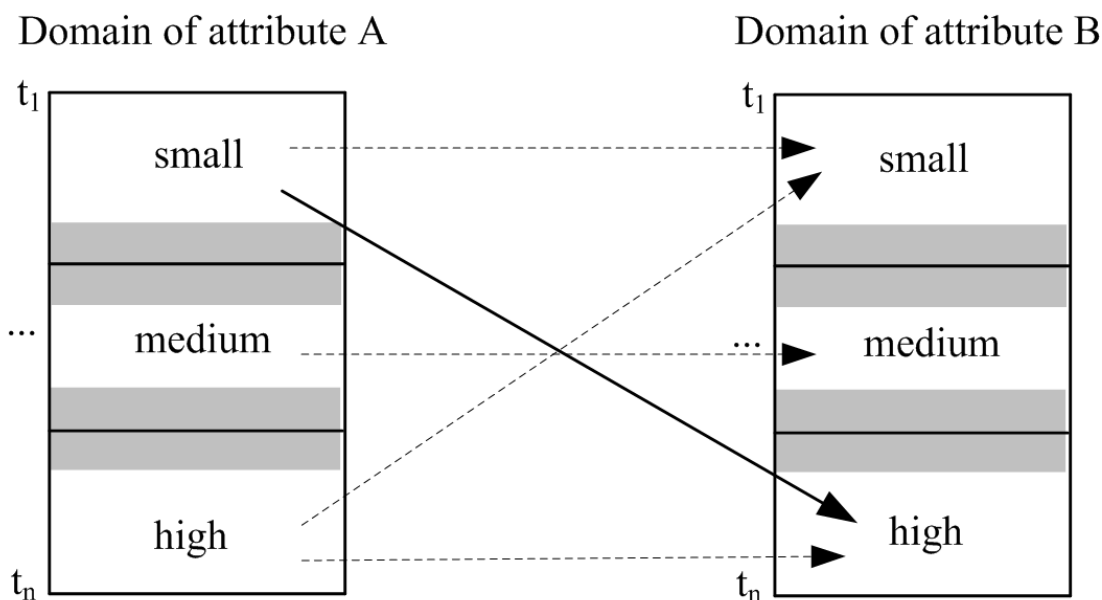 Domain of attribute A
t1
small
...
medium
high
tn
Domain of attribute B
t1
small
...
medium
high
tn